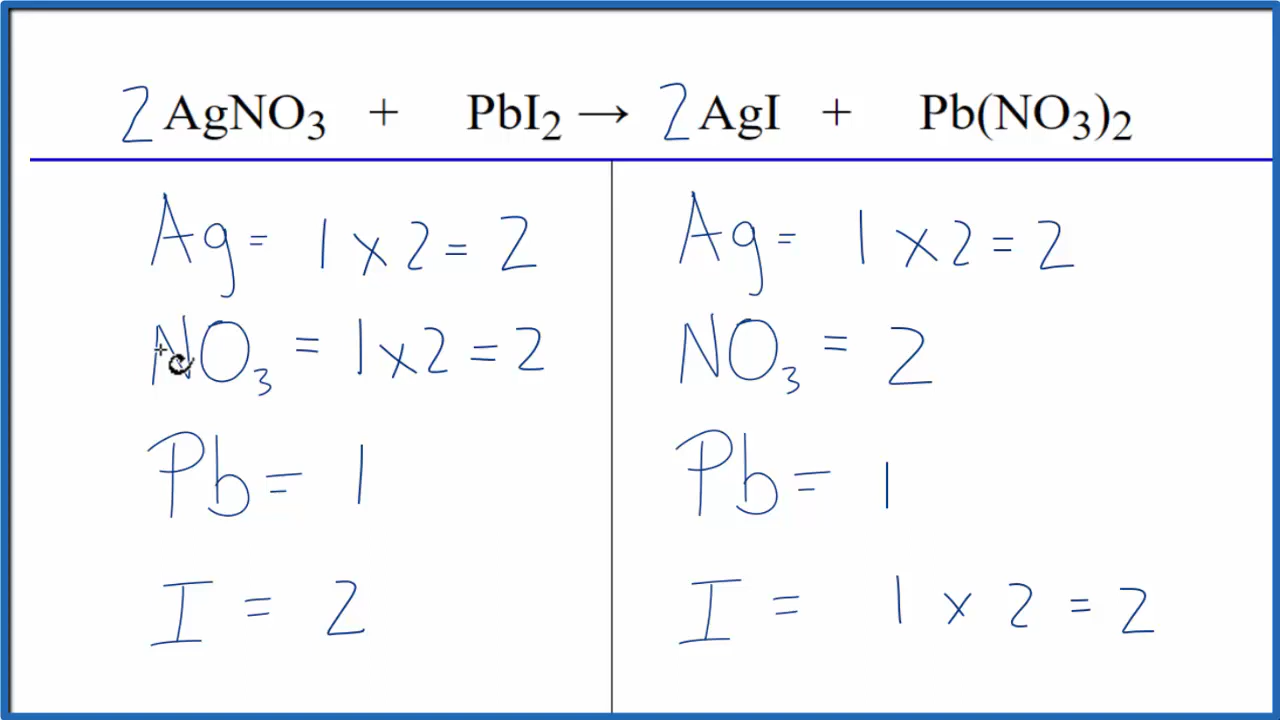 2 AgNO₃ + PbI₂ → 2 AgI + Pb(NO₃)₂
Ag = 1 x 2 = 2
NO₃ = 1 x 2 = 2
Pb = 1
I = 2
Ag = 1 x 2 = 2
NO₃ = 2
Pb = 1
I = 1 x 2 = 2